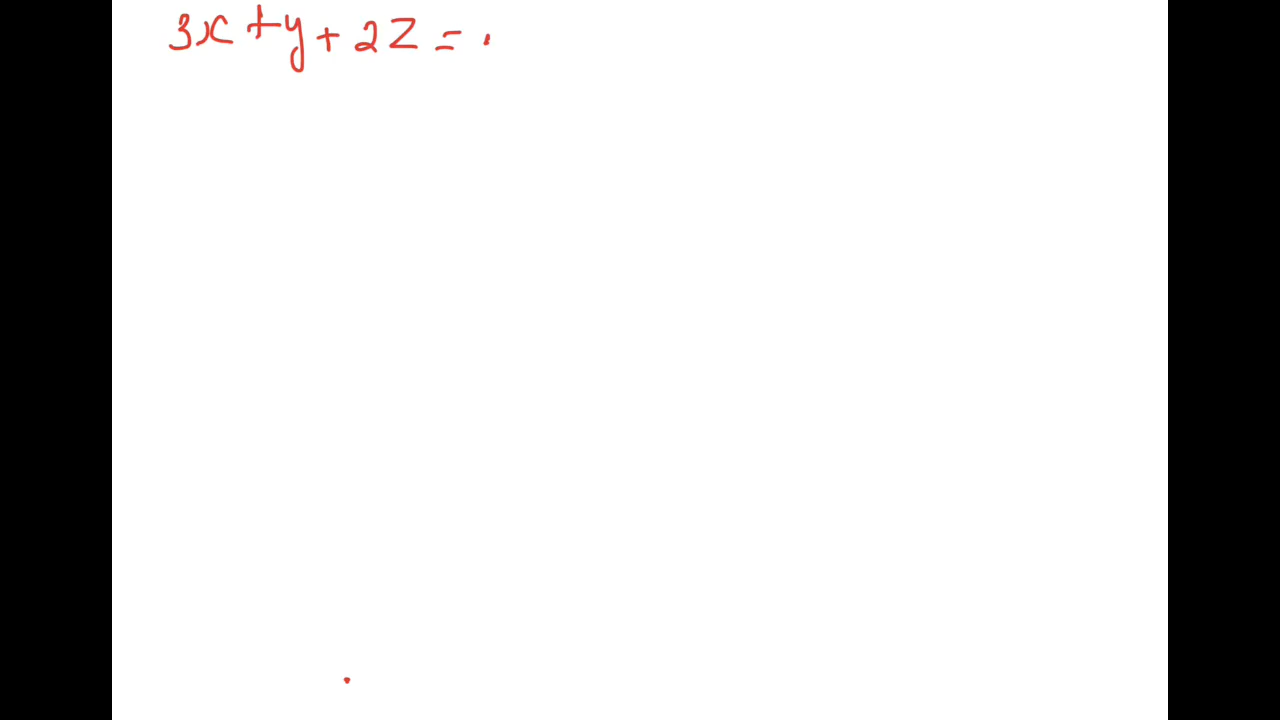 3x + y + 2z =